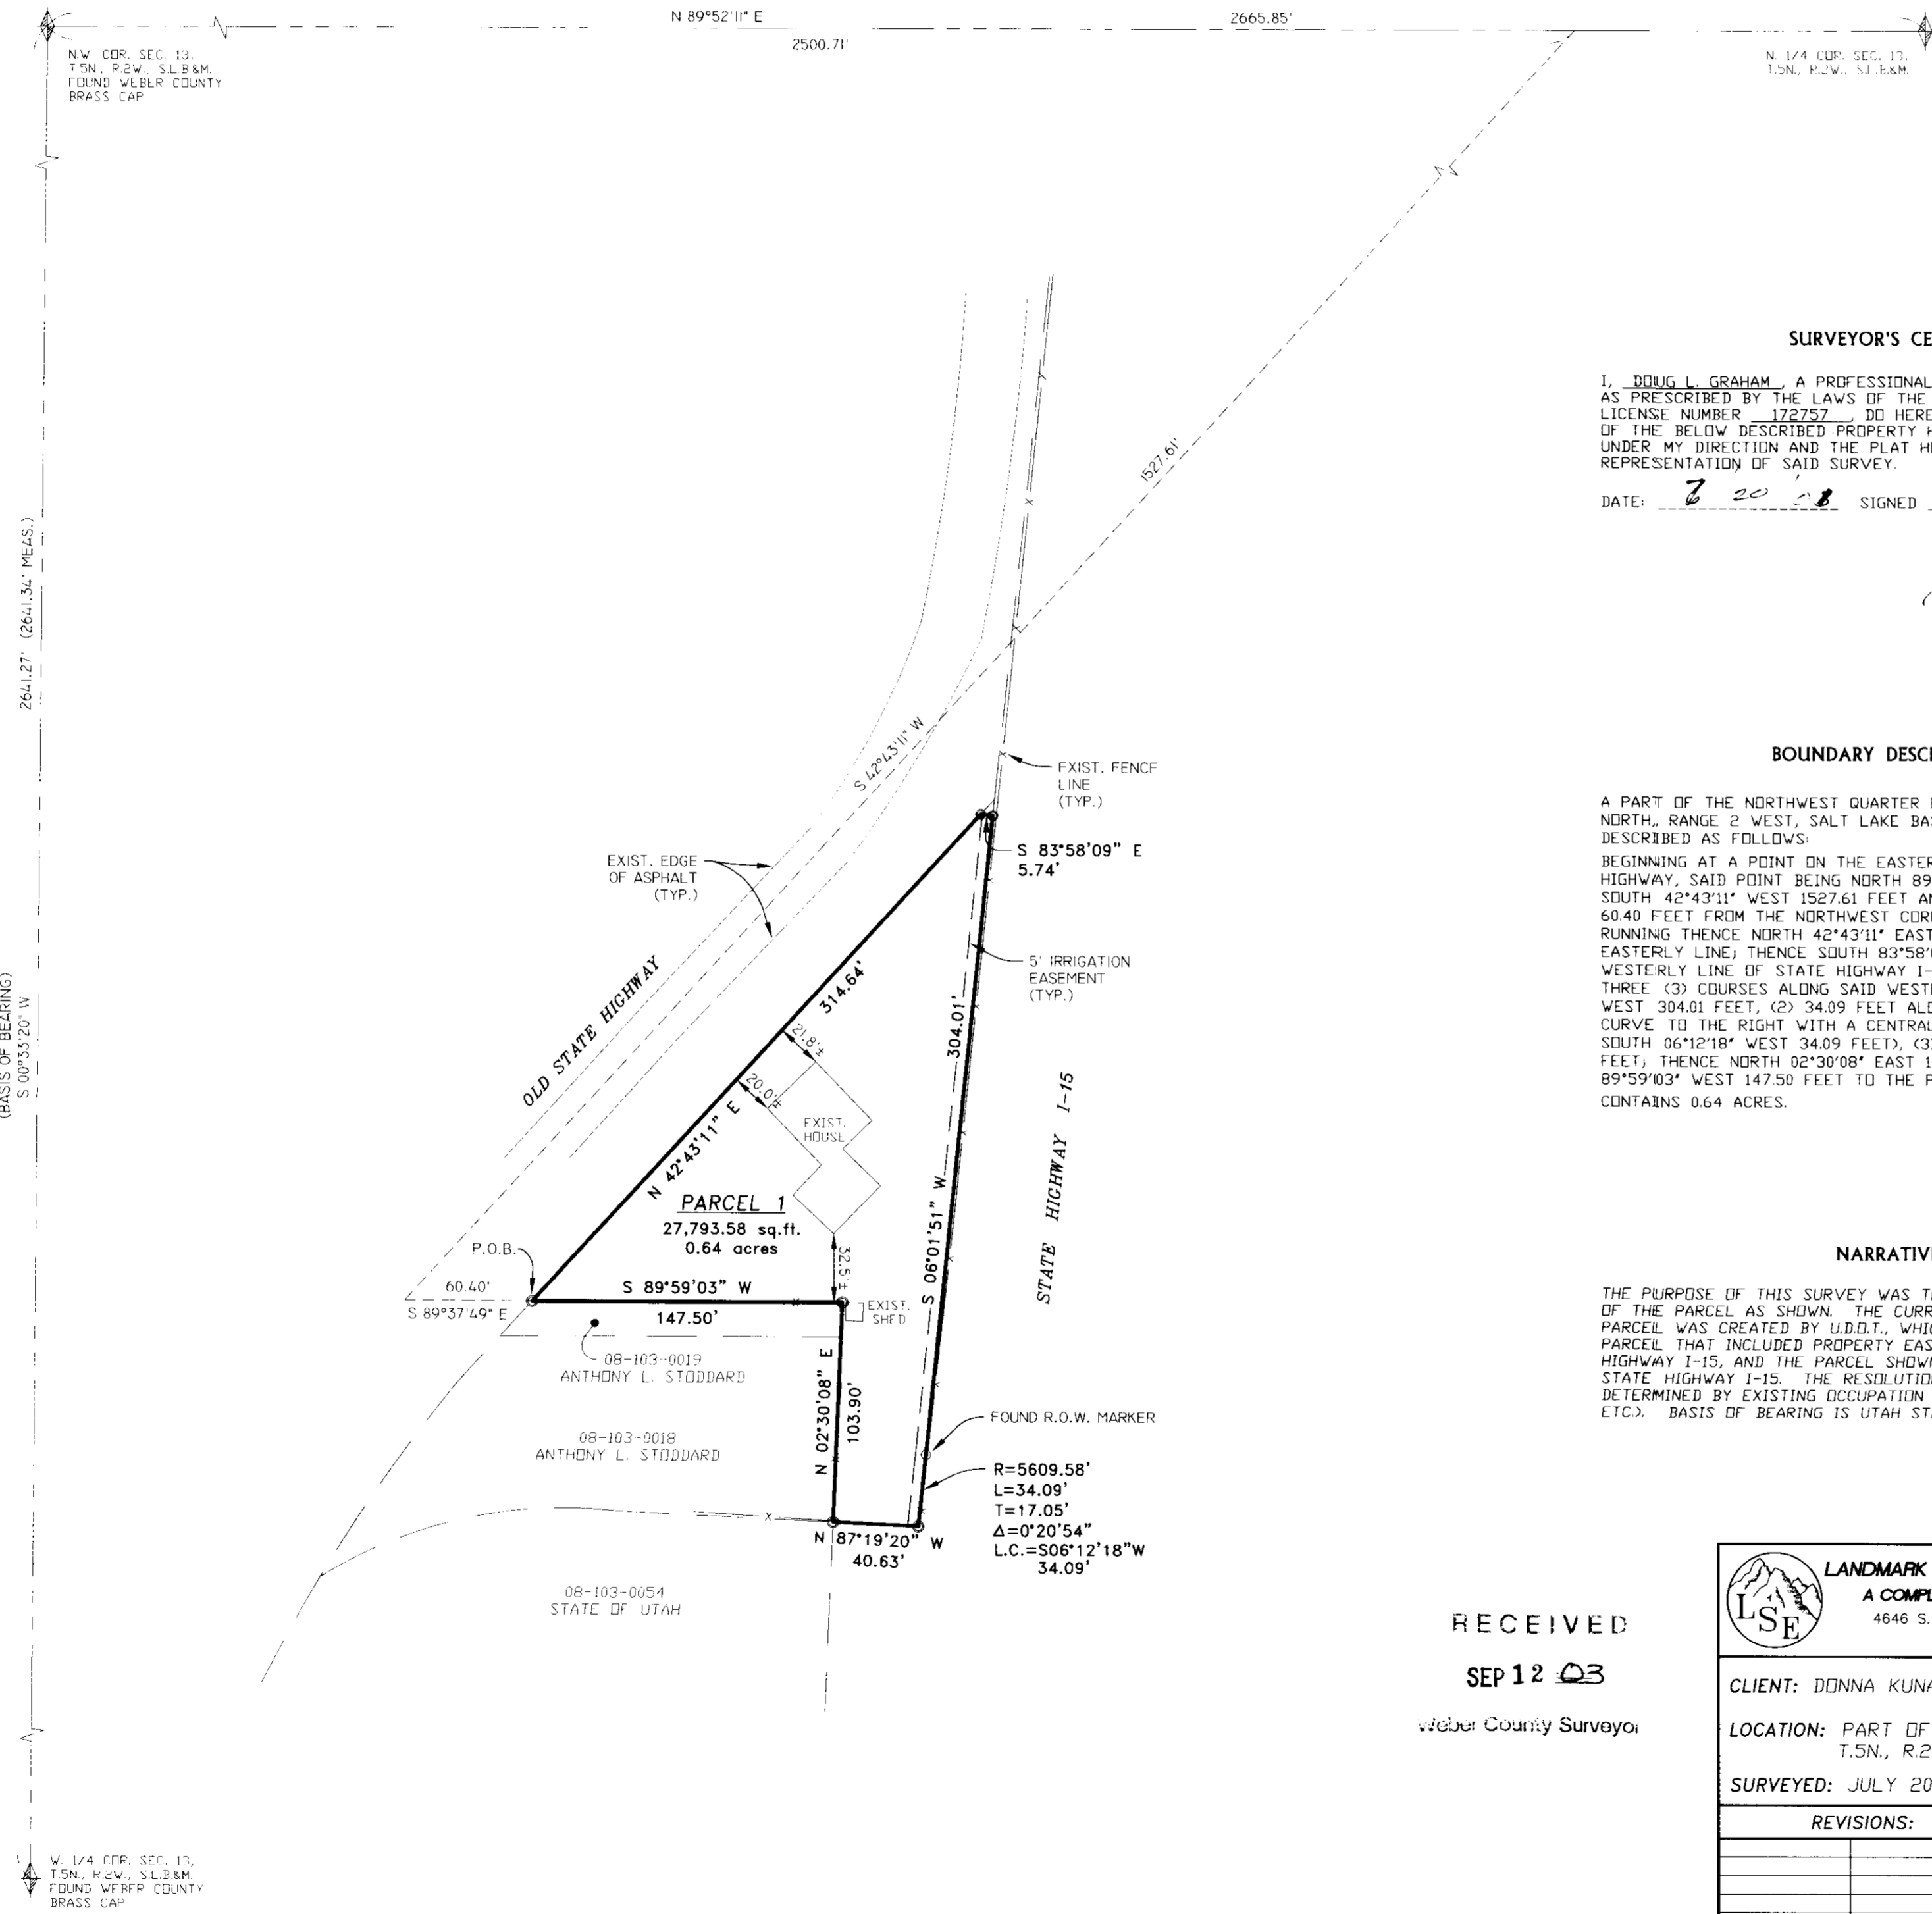 N 89°52'11" E
2665.85'
2500.71'
N.W. COR. SEC. 13.
T.5N., R.2W., S.L.B.&M.
FOUND WEBER COUNTY
BRASS CAP
N. 1/4 COR. SEC. 13,
T.5N., R.2W., S.L.B.&M.
2641.27' (2641.34' MEAS.)
(BASIS OF BEARING)
S 00°33'20" W
1527.61'
S 42°43'11" W
EXIST. FENCE
LINE
(TYP.)
EXIST. EDGE
OF ASPHALT
(TYP.)
S 83°58'09" E
5.74'
5' IRRIGATION
EASEMENT
(TYP.)
OLD STATE HIGHWAY
314.64'
304.01'
21.8'±
20.0'±
N 42°43'11" E
EXIST.
HOUSE
STATE HIGHWAY I-15
S 06°01'51" W
PARCEL 1
27,793.58 sq.ft.
0.64 acres
P.O.B.
32.5'±
60.40'
S 89°37'49" E
S 89°59'03" W
147.50'
EXIST.
SHED
08-103-0019
ANTHONY L. STODDARD
N 02°30'08" E
103.90'
08-103-0018
ANTHONY L. STODDARD
FOUND R.O.W. MARKER
R=5609.58'
L=34.09'
T=17.05'
Δ=0°20'54"
L.C.=S06°12'18"W
34.09'
N 87°19'20" W
40.63'
08-103-0054
STATE OF UTAH
W. 1/4 COR. SEC. 13,
T.5N., R.2W., S.L.B.&M.
FOUND WEBER COUNTY
BRASS CAP
SURVEYOR'S CE
I, DOUG L. GRAHAM , A PROFESSIONAL
AS PRESCRIBED BY THE LAWS OF THE
LICENSE NUMBER 172757 , DO HERE
OF THE BELOW DESCRIBED PROPERTY H
UNDER MY DIRECTION AND THE PLAT HE
REPRESENTATION OF SAID SURVEY.
DATE: 20 SIGNED
BOUNDARY DESC
A PART OF THE NORTHWEST QUARTER
NORTH, RANGE 2 WEST, SALT LAKE BA
DESCRIBED AS FOLLOWS:
BEGINNING AT A POINT ON THE EASTER
HIGHWAY, SAID POINT BEING NORTH 89
SOUTH 42°43'11" WEST 1527.61 FEET AN
60.40 FEET FROM THE NORTHWEST COR
RUNNING THENCE NORTH 42°43'11" EAST
EASTERLY LINE; THENCE SOUTH 83°58'
WESTERLY LINE OF STATE HIGHWAY I-
THREE (3) COURSES ALONG SAID WEST
WEST 304.01 FEET, (2) 34.09 FEET ALO
CURVE TO THE RIGHT WITH A CENTRAL
SOUTH 06°12'18" WEST 34.09 FEET), (3
FEET; THENCE NORTH 02°30'08" EAST 1
89°59'03" WEST 147.50 FEET TO THE P
CONTAINS 0.64 ACRES.
NARRATIV
THE PURPOSE OF THIS SURVEY WAS T
OF THE PARCEL AS SHOWN. THE CURR
PARCEL WAS CREATED BY U.D.O.T., WHI
PARCEL THAT INCLUDED PROPERTY EAS
HIGHWAY I-15, AND THE PARCEL SHOW
STATE HIGHWAY I-15. THE RESOLUTIO
DETERMINED BY EXISTING OCCUPATION
ETC.). BASIS OF BEARING IS UTAH ST
RECEIVED
SEP 12 03
Weber County Surveyor
LSE
LANDMARK
A COMPL
4646 S.
CLIENT: DONNA KUNA
LOCATION: PART OF
T.5N., R.2
SURVEYED: JULY 20
REVISIONS: